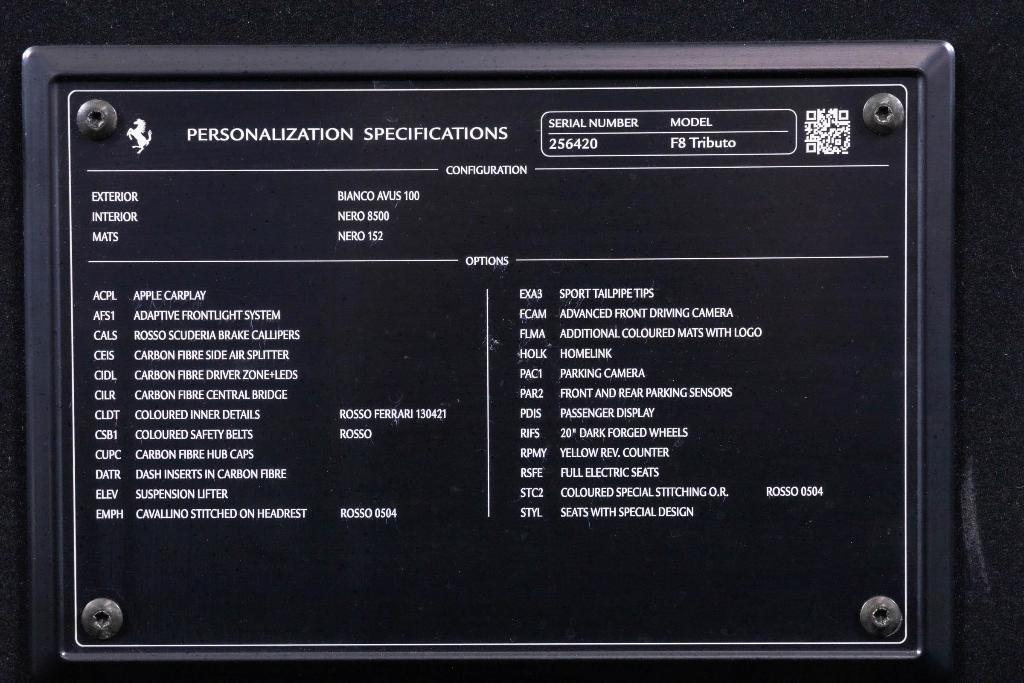 PERSONALIZATION SPECIFICATIONS
SERIAL NUMBER MODEL
256420 F8 Tributo
CONFIGURATION
EXTERIOR BIANCO AVUS 100
INTERIOR NERO 8500
MATS NERO 152
OPTIONS
ACPL APPLE CARPLAY
AFS1 ADAPTIVE FRONTLIGHT SYSTEM
CALS ROSSO SCUDERIA BRAKE CALLIPERS
CEIS CARBON FIBRE SIDE AIR SPLITTER
CIDL CARBON FIBRE DRIVER ZONE+LEDS
CILR CARBON FIBRE CENTRAL BRIDGE
CLDT COLOURED INNER DETAILS ROSSO FERRARI 130421
CSB1 COLOURED SAFETY BELTS ROSSO
CUPC CARBON FIBRE HUB CAPS
DATR DASH INSERTS IN CARBON FIBRE
ELEV SUSPENSION LIFTER
EMPH CAVALLINO STITCHED ON HEADREST ROSSO 0504
EXA3 SPORT TAILPIPE TIPS
FCAM ADVANCED FRONT DRIVING CAMERA
FLMA ADDITIONAL COLOURED MATS WITH LOGO
HOLK HOMELINK
PAC1 PARKING CAMERA
PAR2 FRONT AND REAR PARKING SENSORS
PDIS PASSENGER DISPLAY
RIFS 20" DARK FORGED WHEELS
RPMY YELLOW REV. COUNTER
RSFE FULL ELECTRIC SEATS
STC2 COLOURED SPECIAL STITCHING O.R. ROSSO 0504
STYL SEATS WITH SPECIAL DESIGN